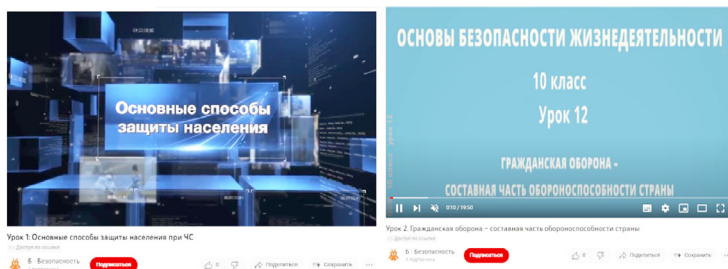 Основные способы
защиты населения
Урок 1: Основные способы защиты населения при ЧС
Доступ по ссылке
Б - Безопасность
Подписаться
0
Поделиться
Сохранить
ОСНОВЫ БЕЗОПАСНОСТИ ЖИЗНЕДЕЯТЕЛЬНОСТИ
10 класс
Урок 12
ГРАЖДАНСКАЯ ОБОРОНА –
СОСТАВНАЯ ЧАСТЬ ОБОРОНОСПОСОБНОСТИ СТРАНЫ
0:10 / 19:50
Урок 2. Гражданская оборона – составная часть обороноспособности страны
Доступ по ссылке
Б - Безопасность
Подписаться
0
Поделиться
Сохранить